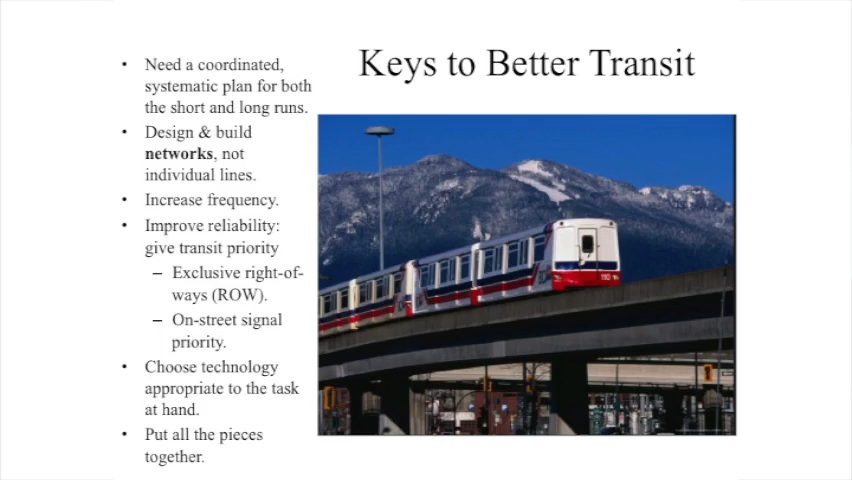 Keys to Better Transit
• Need a coordinated,
systematic plan for both
the short and long runs.
• Design & build
networks, not
individual lines.
• Increase frequency.
• Improve reliability:
give transit priority
– Exclusive right-of-
ways (ROW).
– On-street signal
priority.
• Choose technology
appropriate to the task
at hand.
• Put all the pieces
together.